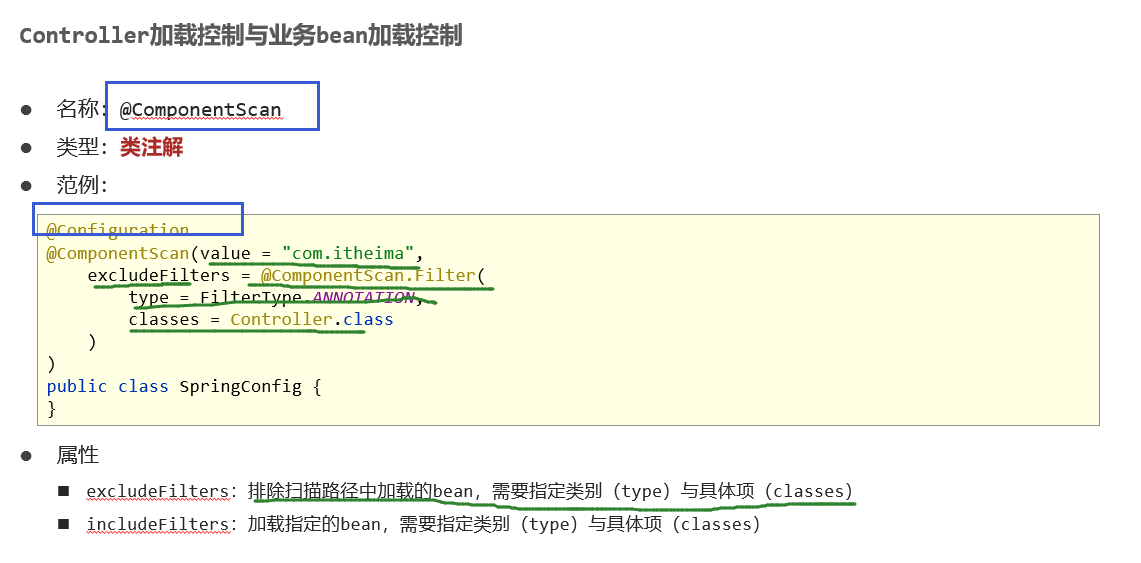 Controller加载控制与业务bean加载控制
● 名称：@ComponentScan
● 类型：类注解
● 范例：
@Configuration
@ComponentScan(value = "com.itheima",
    excludeFilters = @ComponentScan.Filter(
        type = FilterType.ANNOTATION,
        classes = Controller.class
    )
)
public class SpringConfig {
}
● 属性
■ excludeFilters：排除扫描路径中加载的bean，需要指定类别（type）与具体项（classes）
■ includeFilters：加载指定的bean，需要指定类别（type）与具体项（classes）